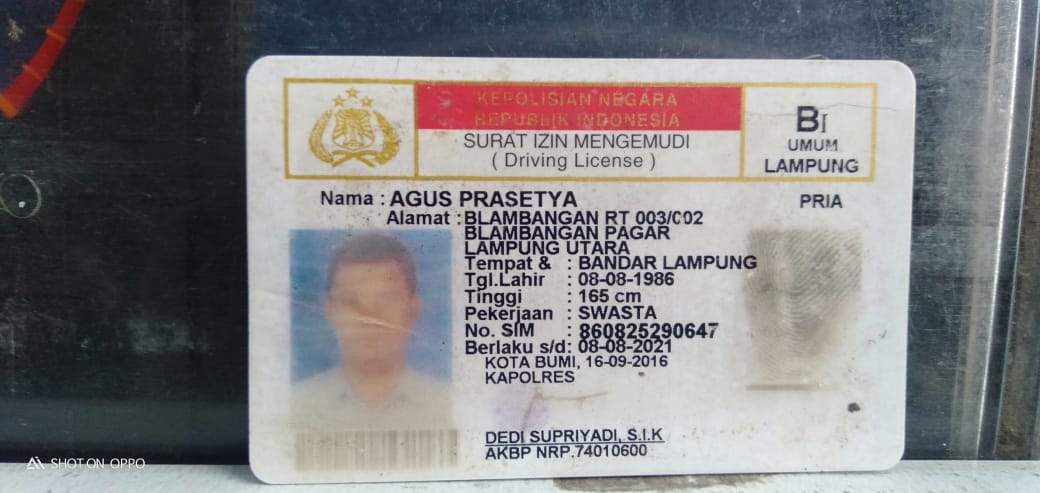 KEPOLISIAN NEGARA
REPUBLIK INDONESIA
SURAT IZIN MENGEMUDI
( Driving License )
BI
UMUM
LAMPUNG
Nama : AGUS PRASETYA
PRIA
Alamat : BLAMBANGAN RT 003/002
BLAMBANGAN PAGAR
LAMPUNG UTARA
Tempat & : BANDAR LAMPUNG
Tgl.Lahir : 08-08-1986
Tinggi : 165 cm
Pekerjaan : SWASTA
No. SIM : 860825290647
Berlaku s/d: 08-08-2021
KOTA BUMI, 16-09-2016
KAPOLRES
DEDI SUPRIYADI, S.I.K
AKBP NRP.74010600
SHOT ON OPPO